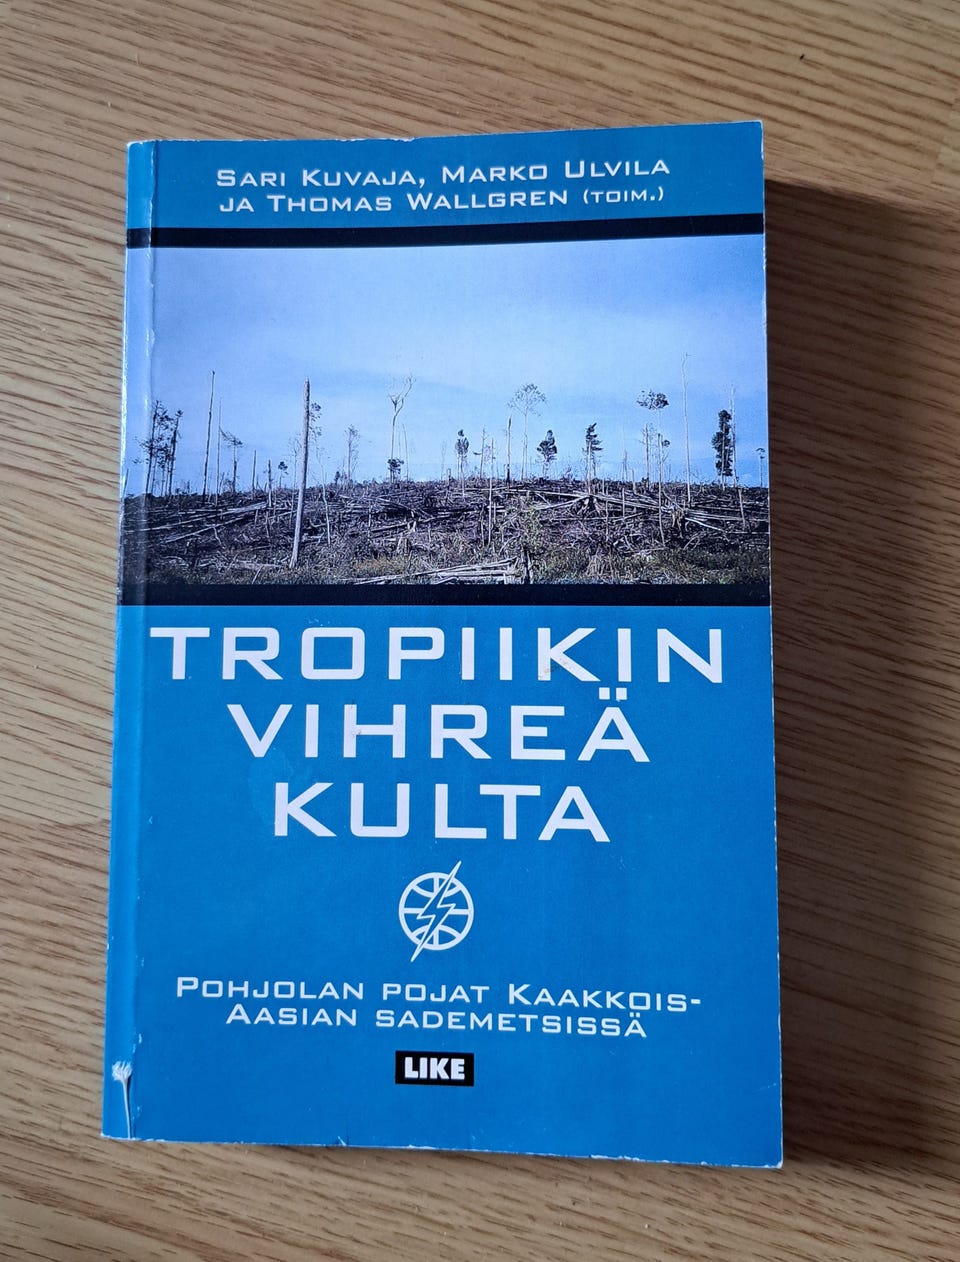 Sari Kuvaja, Marko Ulvila
ja Thomas Wallgren (toim.)
TROPIIKIN
VIHREÄ
KULTA
Pohjolan pojat Kaakkois-
Aasian sademetsissä
LIKE